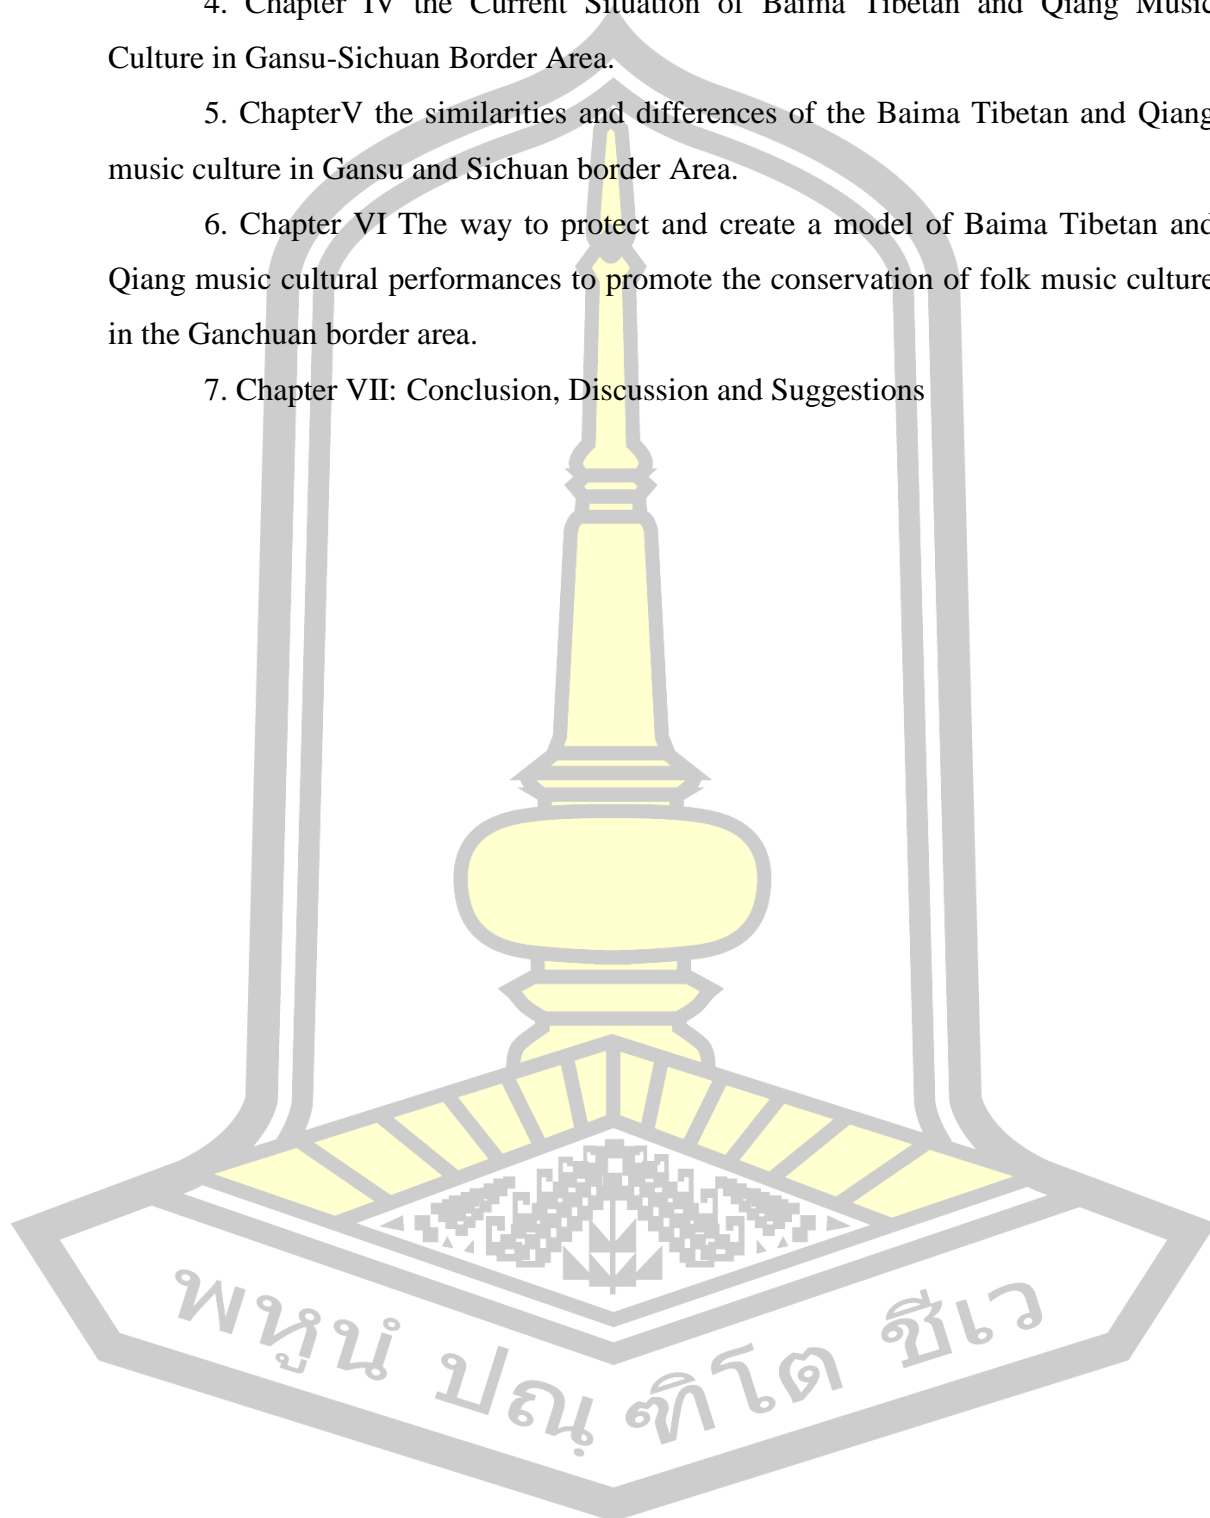 4. Chapter IV the Current Situation of Baima Tibetan and Qiang Music
Culture in Gansu-Sichuan Border Area.
5. ChapterV the similarities and differences of the Baima Tibetan and Qiang
music culture in Gansu and Sichuan border Area.
6. Chapter VI The way to protect and create a model of Baima Tibetan and
Qiang music cultural performances to promote the conservation of folk music culture
in the Ganchuan border area.
7. Chapter VII: Conclusion, Discussion and Suggestions
พหูนํ ปณฺฑิโต ชีเว